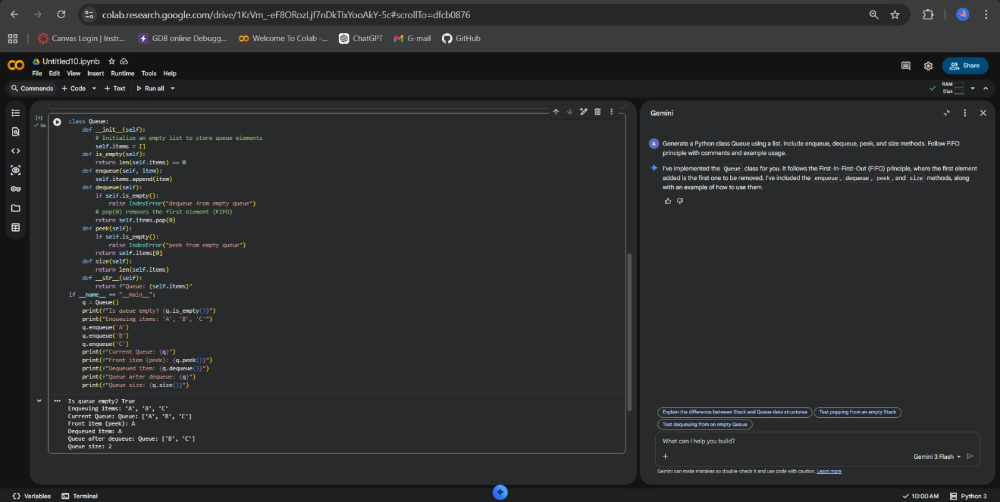 colab.research.google.com/drive/1KrVm_-eF8ORozLjf7nDkTlxYooAkY-5c#scrollTo=dfcb0876
Canvas Login | Instr...
GDB online Debugg...
Welcome To Colab -...
ChatGPT
G-mail
GitHub
Untitled10.ipynb
File Edit View Insert Runtime Tools Help
Share
Commands + Code + Text Run all
RAM
Disk
[2]
0s
class Queue:
    def __init__(self):
        # Initialize an empty list to store queue elements
        self.items = []
    def is_empty(self):
        return len(self.items) == 0
    def enqueue(self, item):
        self.items.append(item)
    def dequeue(self):
        if self.is_empty():
            raise IndexError("dequeue from empty queue")
        # pop(0) removes the first element (FIFO)
        return self.items.pop(0)
    def peek(self):
        if self.is_empty():
            raise IndexError("peek from empty queue")
        return self.items[0]
    def size(self):
        return len(self.items)
    def __str__(self):
        return f"Queue: {self.items}"
if __name__ == "__main__":
    q = Queue()
    print(f"Is queue empty? {q.is_empty()}")
    print("Enqueuing items: 'A', 'B', 'C'")
    q.enqueue('A')
    q.enqueue('B')
    q.enqueue('C')
    print(f"Current Queue: {q}")
    print(f"Front item (peek): {q.peek()}")
    print(f"Dequeued item: {q.dequeue()}")
    print(f"Queue after dequeue: {q}")
    print(f"Queue size: {q.size()}")
Is queue empty? True
Enqueuing items: 'A', 'B', 'C'
Current Queue: Queue: ['A', 'B', 'C']
Front item (peek): A
Dequeued item: A
Queue after dequeue: Queue: ['B', 'C']
Queue size: 2
Gemini
A
Generate a Python class Queue using a list. Include enqueue, dequeue, peek, and size methods. Follow FIFO
principle with comments and example usage.
I've implemented the Queue class for you. It follows the First-In-First-Out (FIFO) principle, where the first element
added is the first one to be removed. I've included the enqueue, dequeue, peek, and size methods, along
with an example of how to use them.
Explain the difference between Stack and Queue data structures
Test popping from an empty Stack
Test dequeuing from an empty Queue
What can I help you build?
Gemini 3 Flash
Gemini can make mistakes so double-check it and use code with caution. Learn more
Variables
Terminal
10:00 AM
Python 3